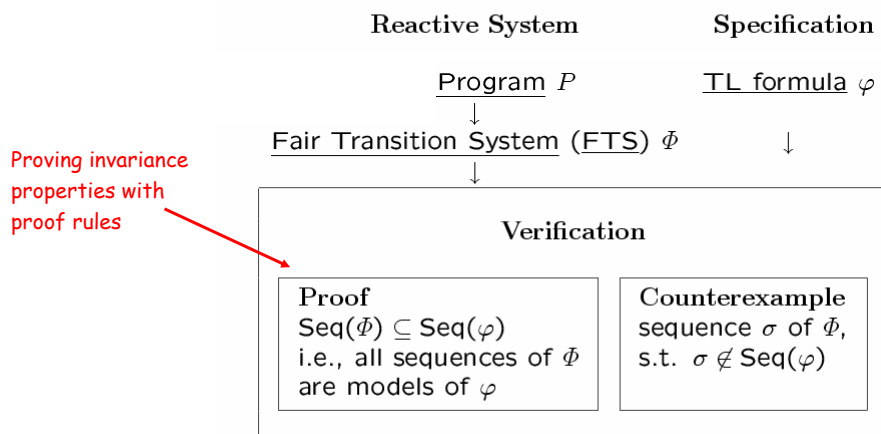 Reactive System
Specification
Program P
TL formula φ
↓
Fair Transition System (FTS) Φ
↓
↓
Proving invariance
properties with
proof rules
Verification
Proof
Seq(Φ) ⊆ Seq(φ)
i.e., all sequences of Φ
are models of φ
Counterexample
sequence σ of Φ,
s.t. σ ∉ Seq(φ)